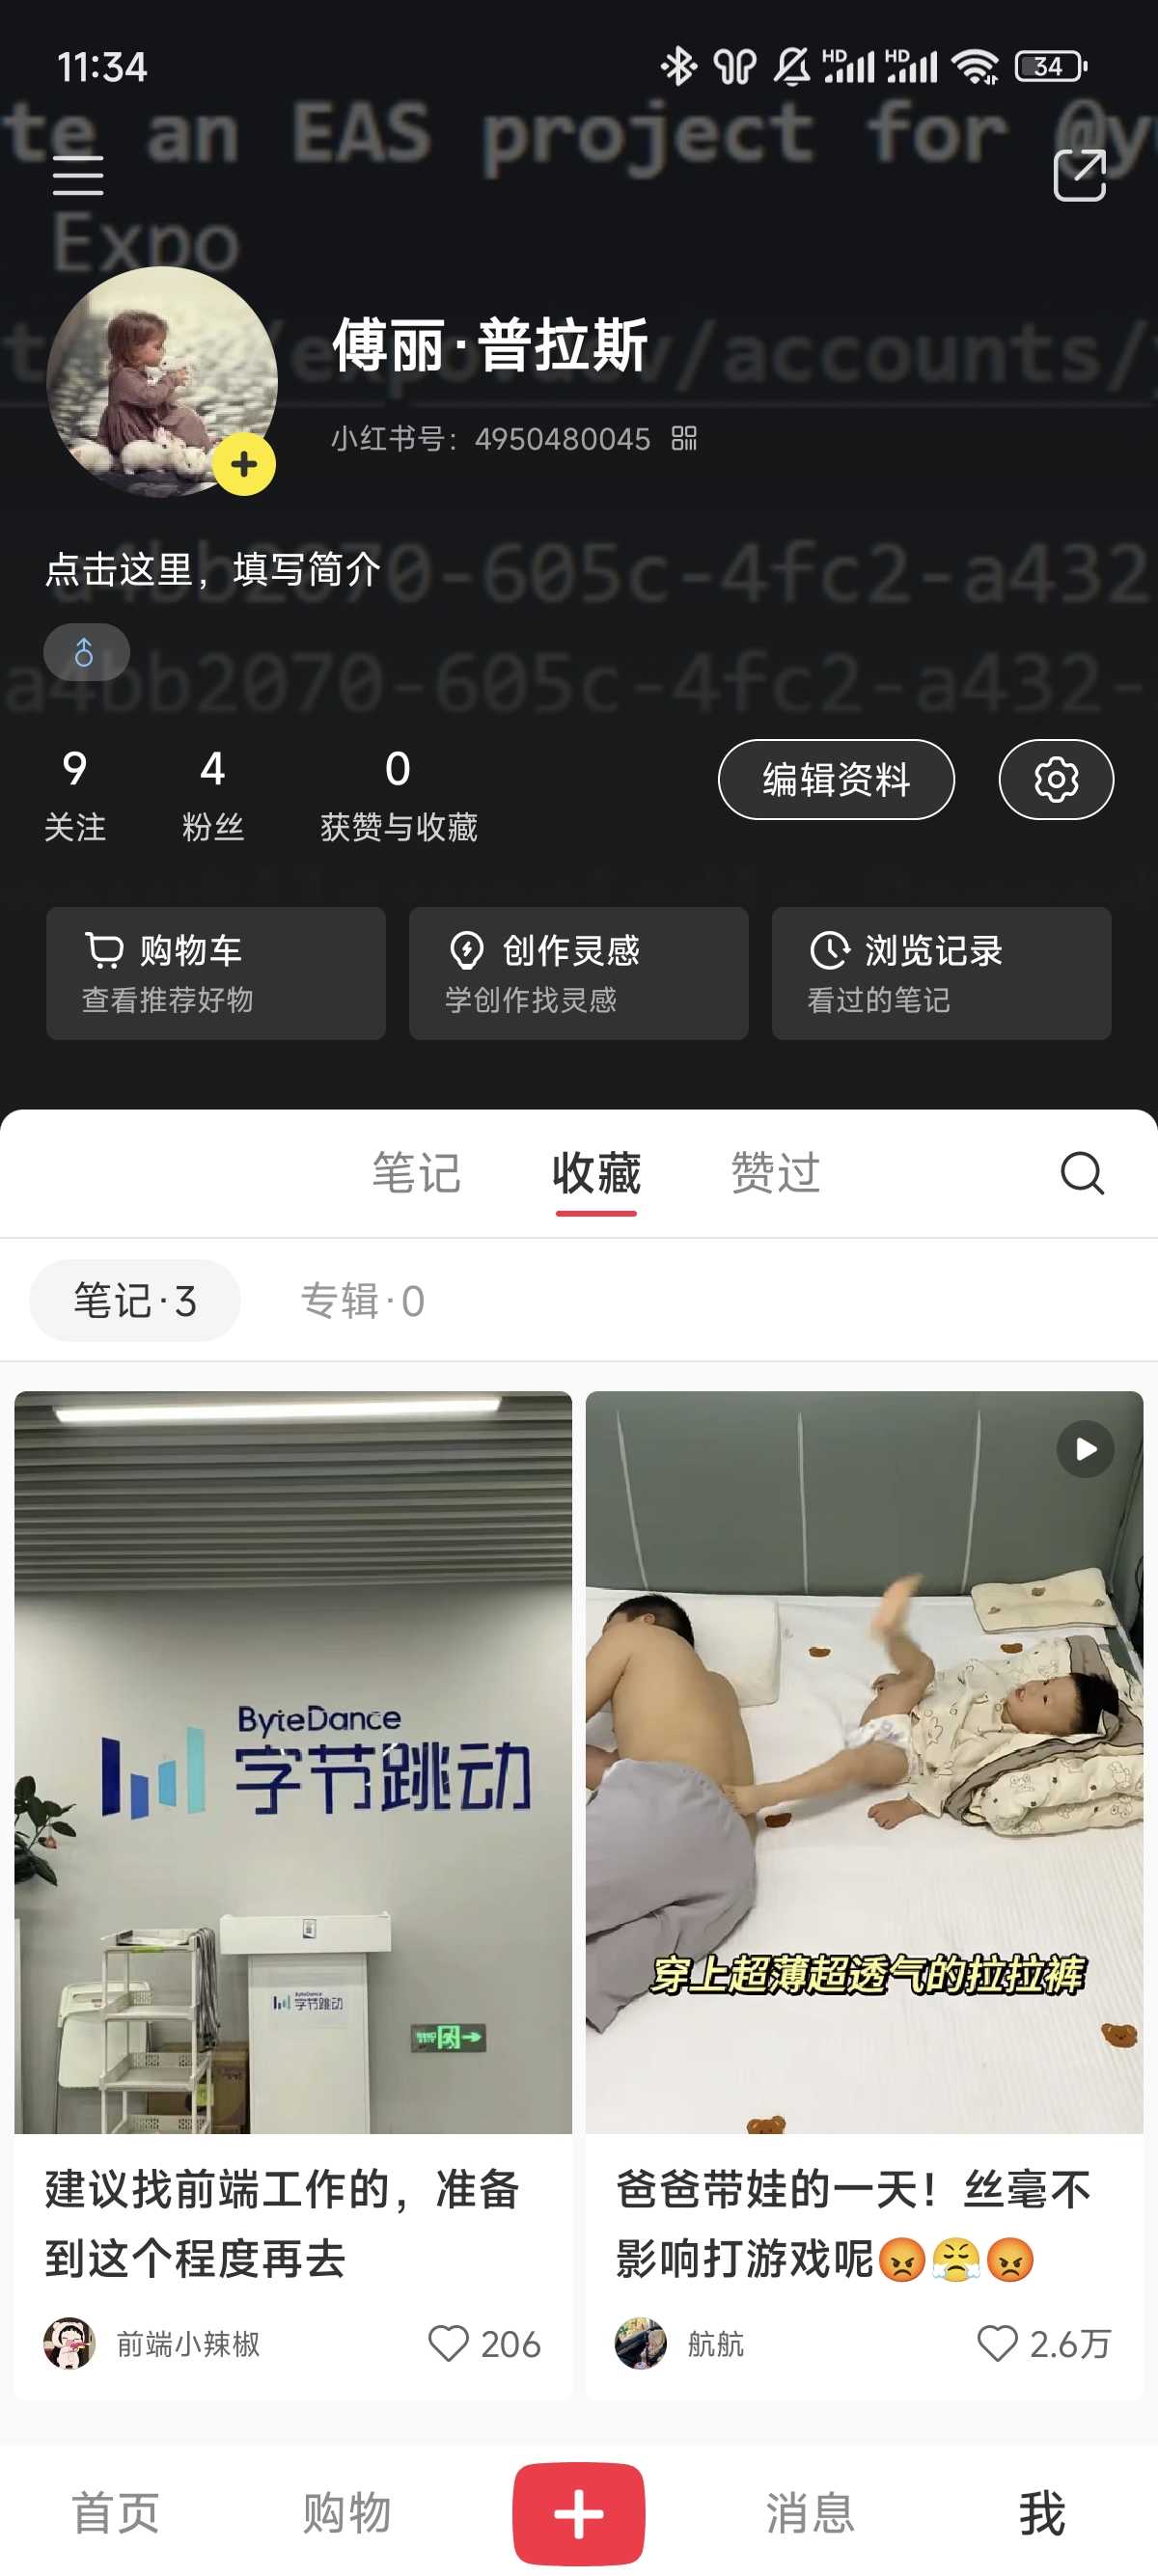 11:34
HD
HD
34
te an EAS project for @y
Expo
傅丽·普拉斯
/accounts/
小红书号：4950480045
点击这里，填写简介
a4bb2070-605c-4fc2-a432
a4bb2070-605c-4fc2-a432-
9 4 0
关注 粉丝 获赞与收藏
编辑资料
购物车 创作灵感 浏览记录
查看推荐好物 学创作找灵感 看过的笔记
笔记 收藏 赞过
笔记·3 专辑·0
ByteDance
字节跳动
ByteDance
字节跳动
穿上超薄超透气的拉拉裤
建议找前端工作的，准备
到这个程度再去
前端小辣椒 206
爸爸带娃的一天！丝毫不
影响打游戏呢😡😤😡
航航 2.6万
首页 购物 消息 我